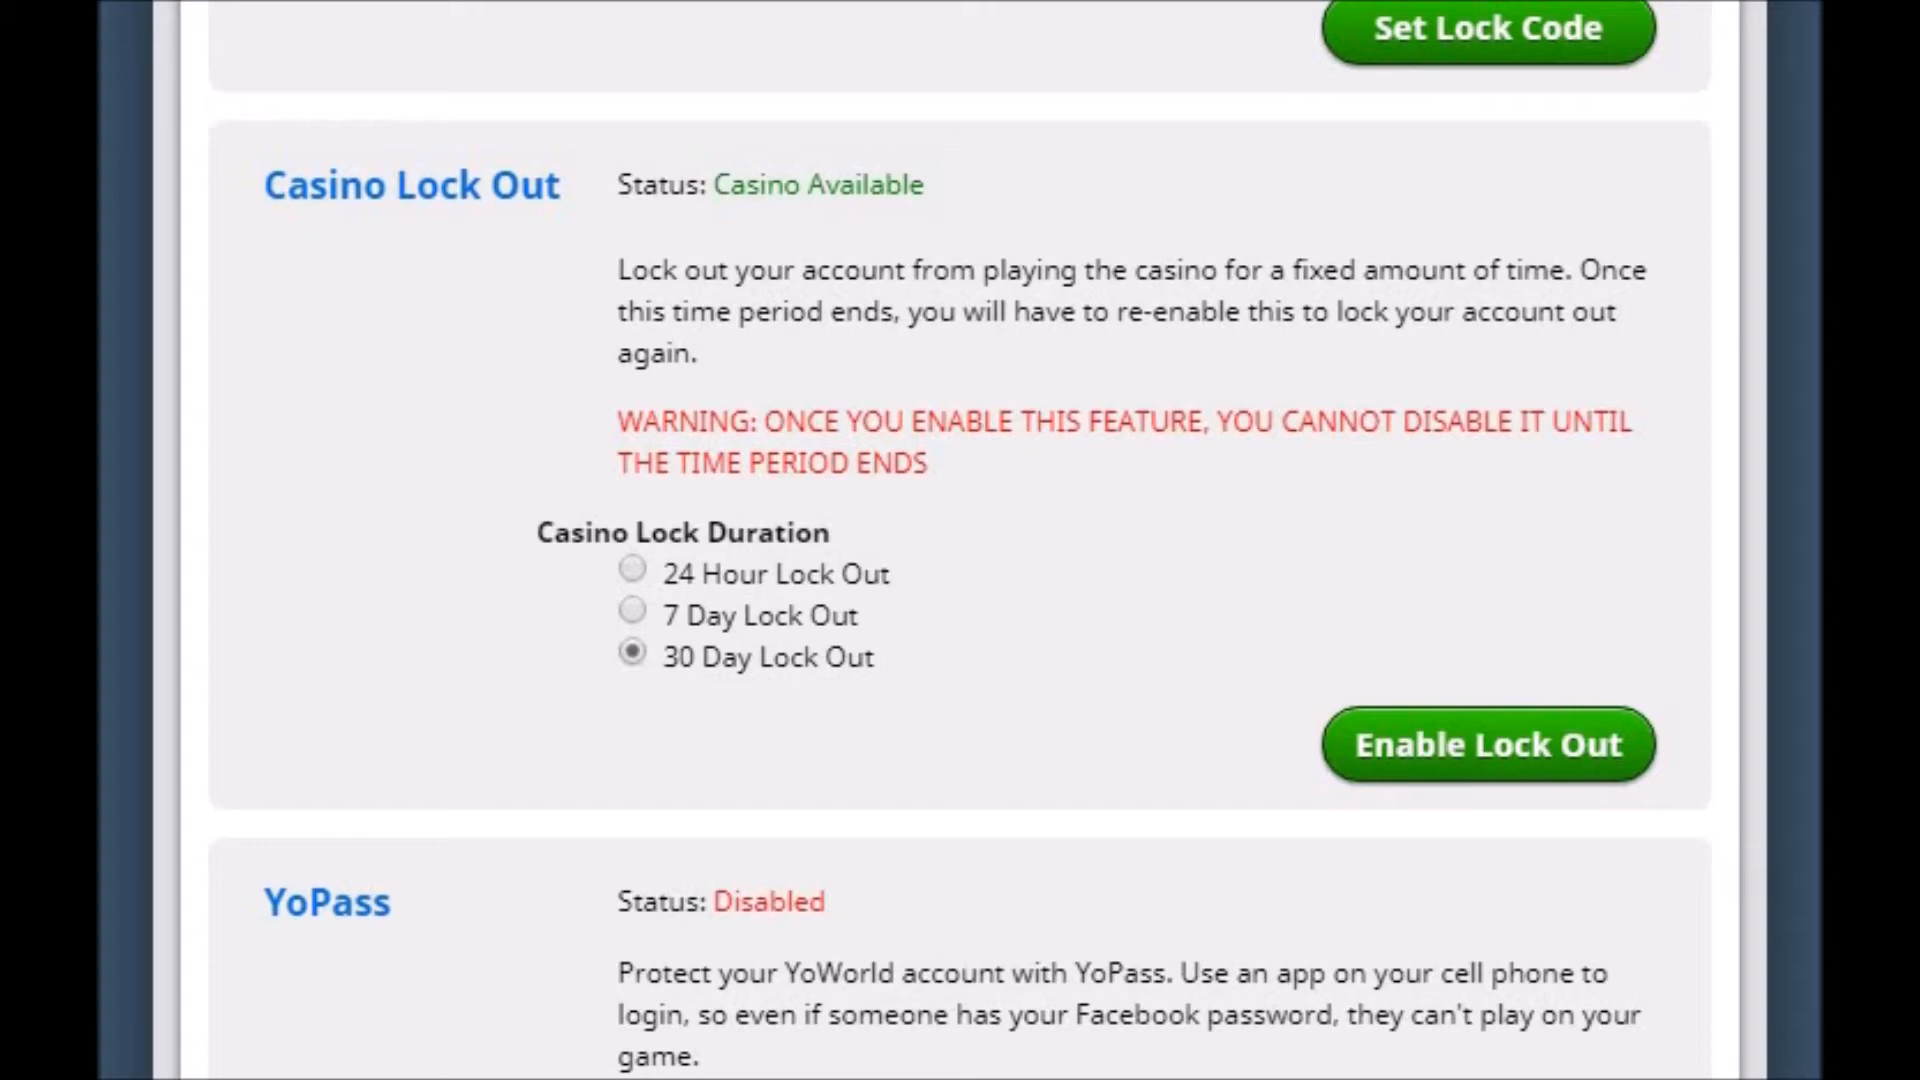 Set Lock Code
Casino Lock Out
Status: Casino Available
Lock out your account from playing the casino for a fixed amount of time. Once
this time period ends, you will have to re-enable this to lock your account out
again.
WARNING: ONCE YOU ENABLE THIS FEATURE, YOU CANNOT DISABLE IT UNTIL
THE TIME PERIOD ENDS
Casino Lock Duration
24 Hour Lock Out
7 Day Lock Out
30 Day Lock Out
Enable Lock Out
YoPass
Status: Disabled
Protect your YoWorld account with YoPass. Use an app on your cell phone to
login, so even if someone has your Facebook password, they can't play on your
game.